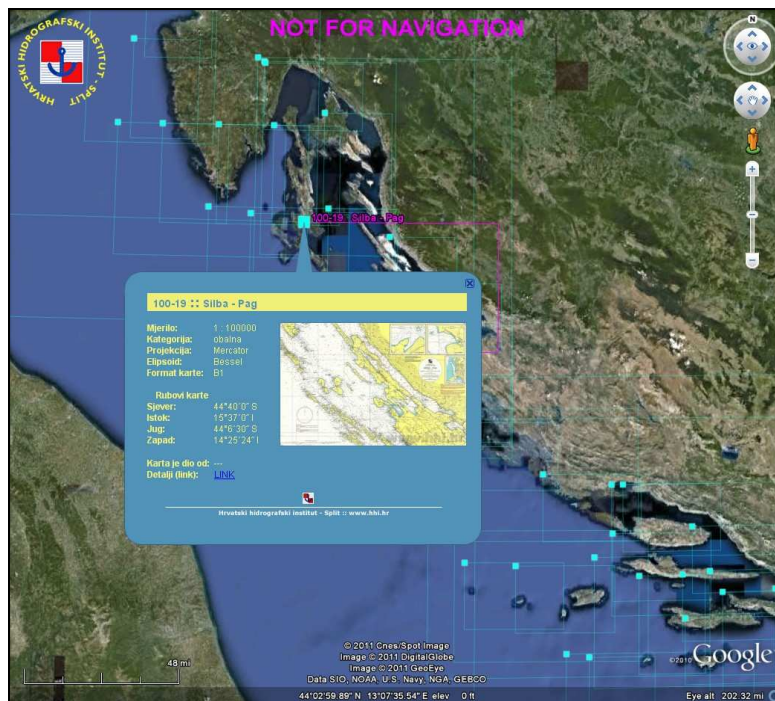 NOT FOR NAVIGATION
HRVATSKI HIDROGRAFSKI INSTITUT - SPLIT
N
100-19 Silba - Pag
100-19 :: Silba - Pag
Mjerilo: 1 : 100000
Kategorija: obalna
Projekcija: Mercator
Elipsoid: Bessel
Format karte: B1
Rubovi karte
Sjever: 44°40'0" S
Istok: 15°37'0" I
Jug: 44°6'30" S
Zapad: 14°25'24" I
Karta je dio od: ---
Detalji (link): LINK
Hrvatski hidrografski institut - Split :: www.hhi.hr
48 mi
© 2011 Cnes/Spot Image
Image © 2011 DigitalGlobe
Image © 2011 GeoEye
Data SIO, NOAA, U.S. Navy, NGA, GEBCO
©2010 Google
44°02'59.89" N 13°07'35.54" E elev 0 ft
Eye alt 202.32 mi